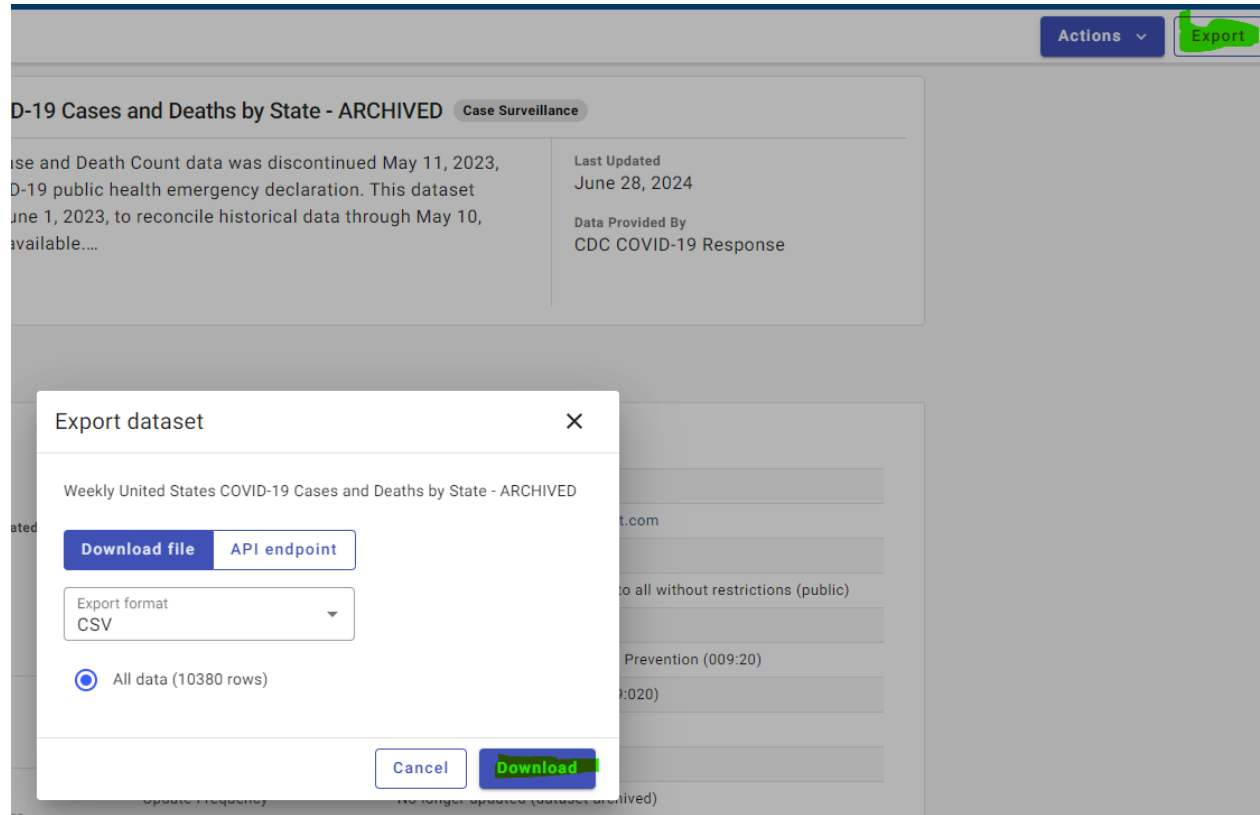 Actions
Export
D-19 Cases and Deaths by State - ARCHIVED Case Surveillance
ase and Death Count data was discontinued May 11, 2023,
D-19 public health emergency declaration. This dataset
une 1, 2023, to reconcile historical data through May 10,
available....
Last Updated
June 28, 2024
Data Provided By
CDC COVID-19 Response
Export dataset
Weekly United States COVID-19 Cases and Deaths by State - ARCHIVED
Download file
API endpoint
Export format
CSV
All data (10380 rows)
Cancel
Download
ated
t.com
to all without restrictions (public)
Prevention (009:20)
9:020)
Update Frequency
No longer updated (dataset archived)